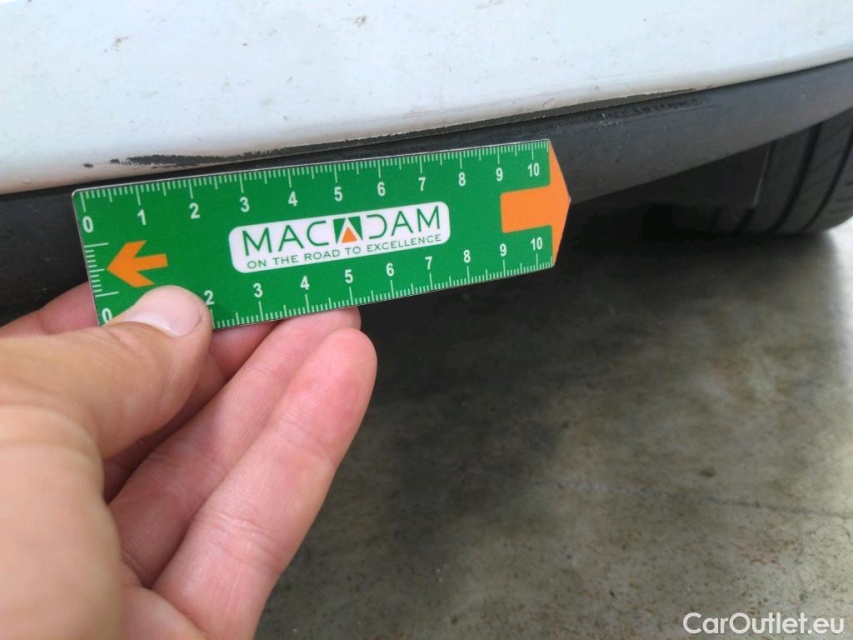 0 1 2 3 4 5 6 7 8 9 10
MACADAM
ON THE ROAD TO EXCELLENCE
0 2 3 4 5 6 7 8 9 10
CarOutlet.eu